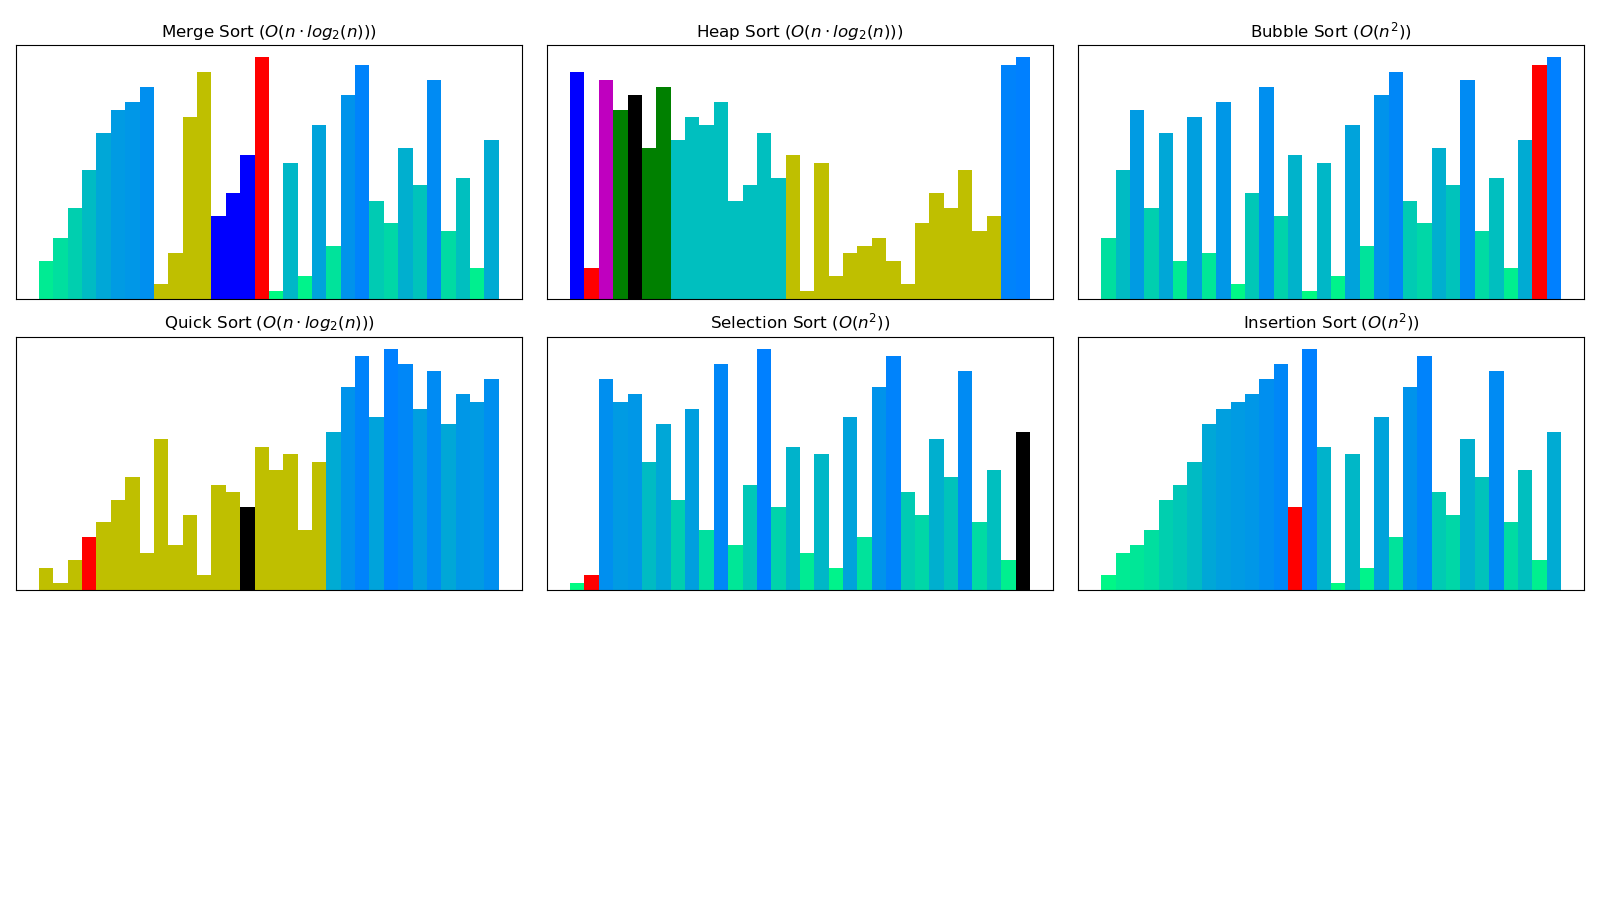 Merge Sort (O(n · log₂(n)))
Heap Sort (O(n · log₂(n)))
Bubble Sort (O(n²))
Quick Sort (O(n · log₂(n)))
Selection Sort (O(n²))
Insertion Sort (O(n²))